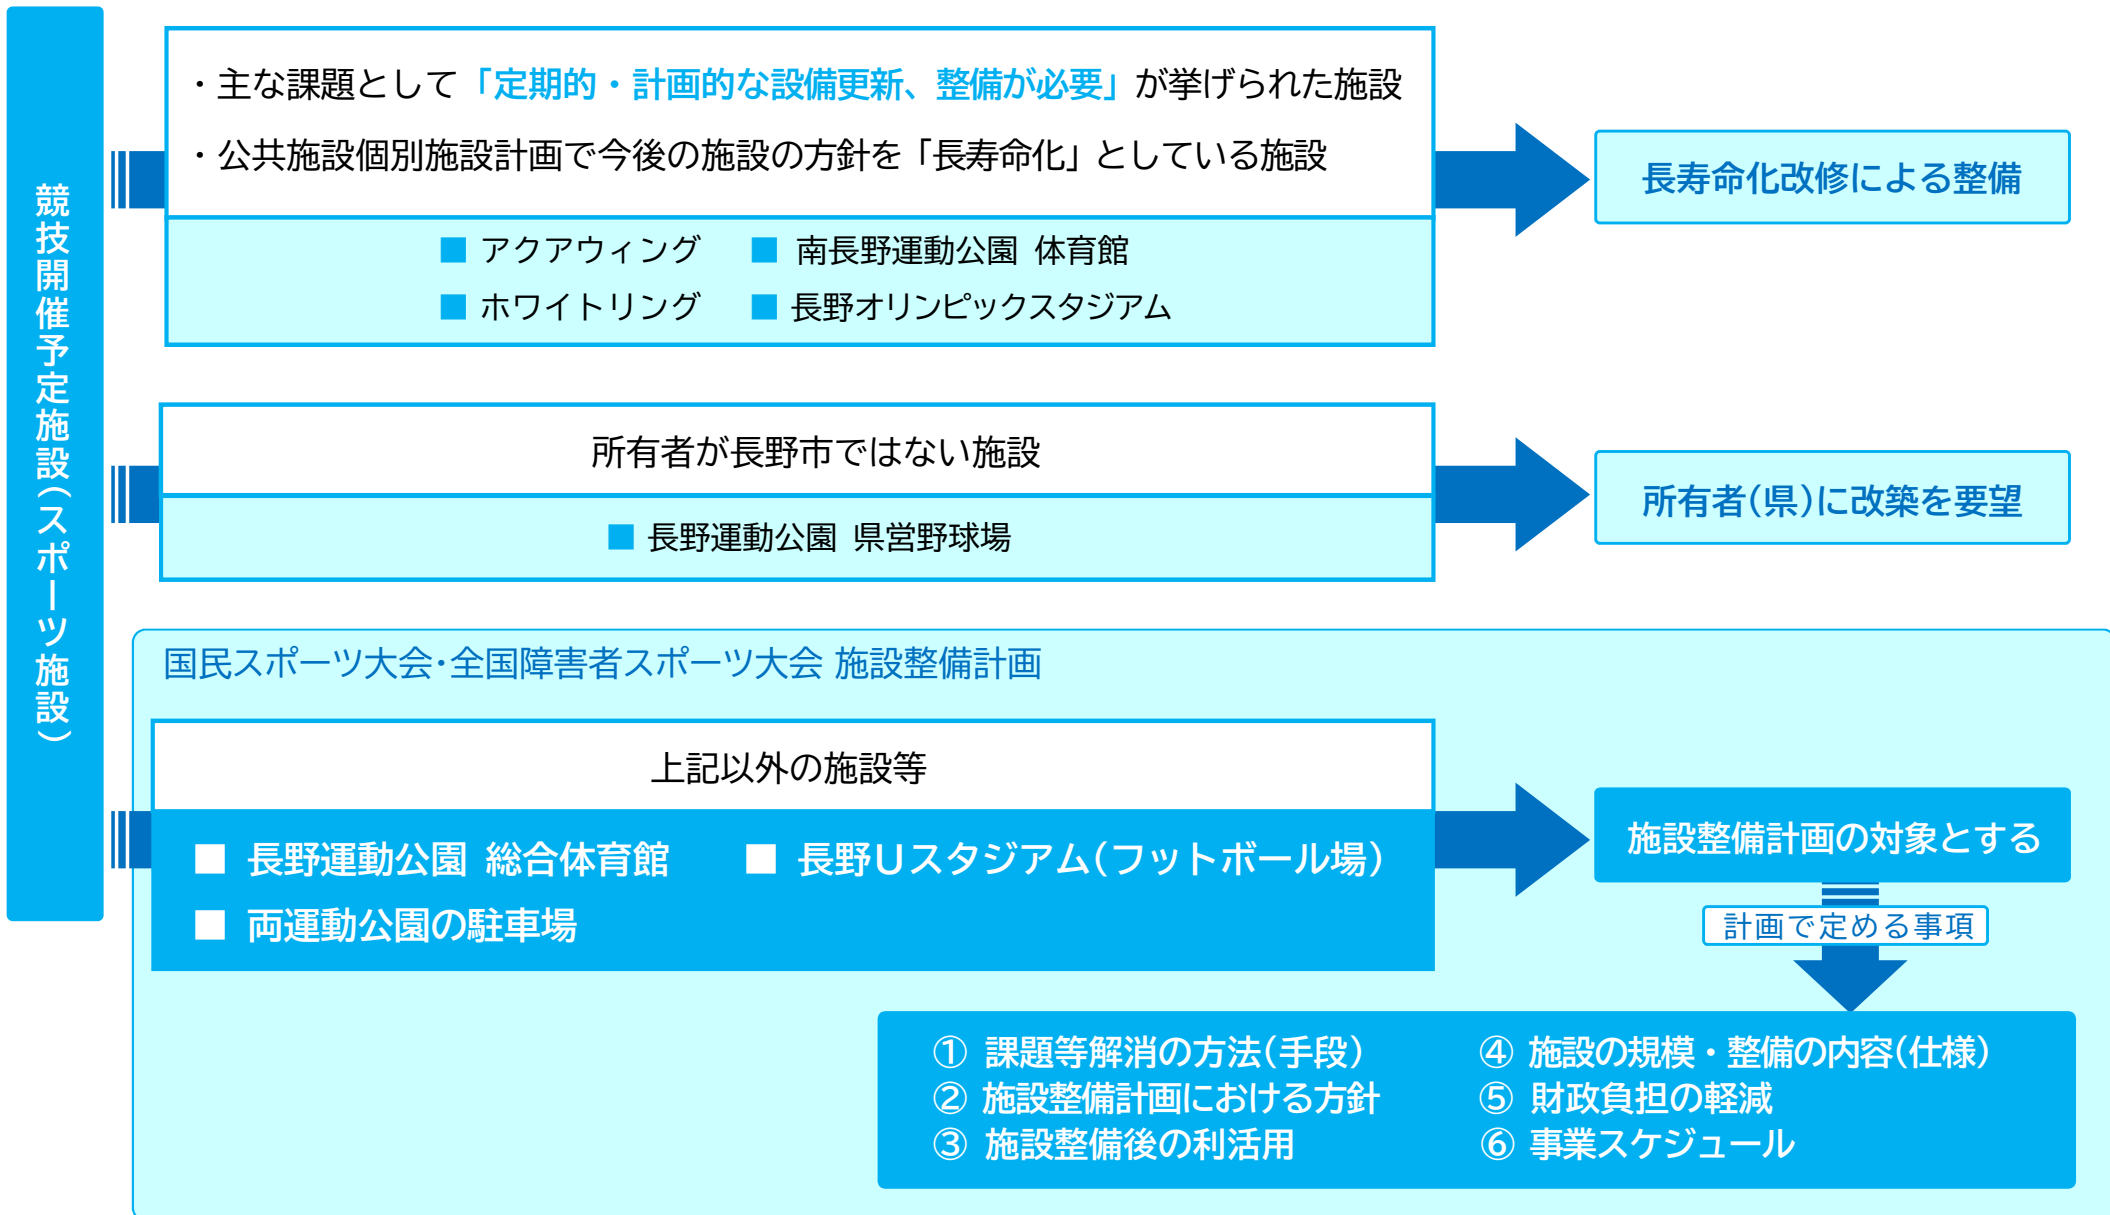 競技開催予定施設(スポーツ施設)
・主な課題として「定期的・計画的な設備更新、整備が必要」が挙げられた施設
・公共施設個別施設計画で今後の施設の方針を「長寿命化」としている施設
■ アクアウィング ■ 南長野運動公園 体育館
■ ホワイトリング ■ 長野オリンピックスタジアム
長寿命化改修による整備
所有者が長野市ではない施設
■ 長野運動公園 県営野球場
所有者(県)に改築を要望
国民スポーツ大会・全国障害者スポーツ大会 施設整備計画
上記以外の施設等
■ 長野運動公園 総合体育館 ■ 長野Uスタジアム(フットボール場)
■ 両運動公園の駐車場
施設整備計画の対象とする
計画で定める事項
① 課題等解消の方法(手段)
② 施設整備計画における方針
③ 施設整備後の利活用
④ 施設の規模・整備の内容(仕様)
⑤ 財政負担の軽減
⑥ 事業スケジュール